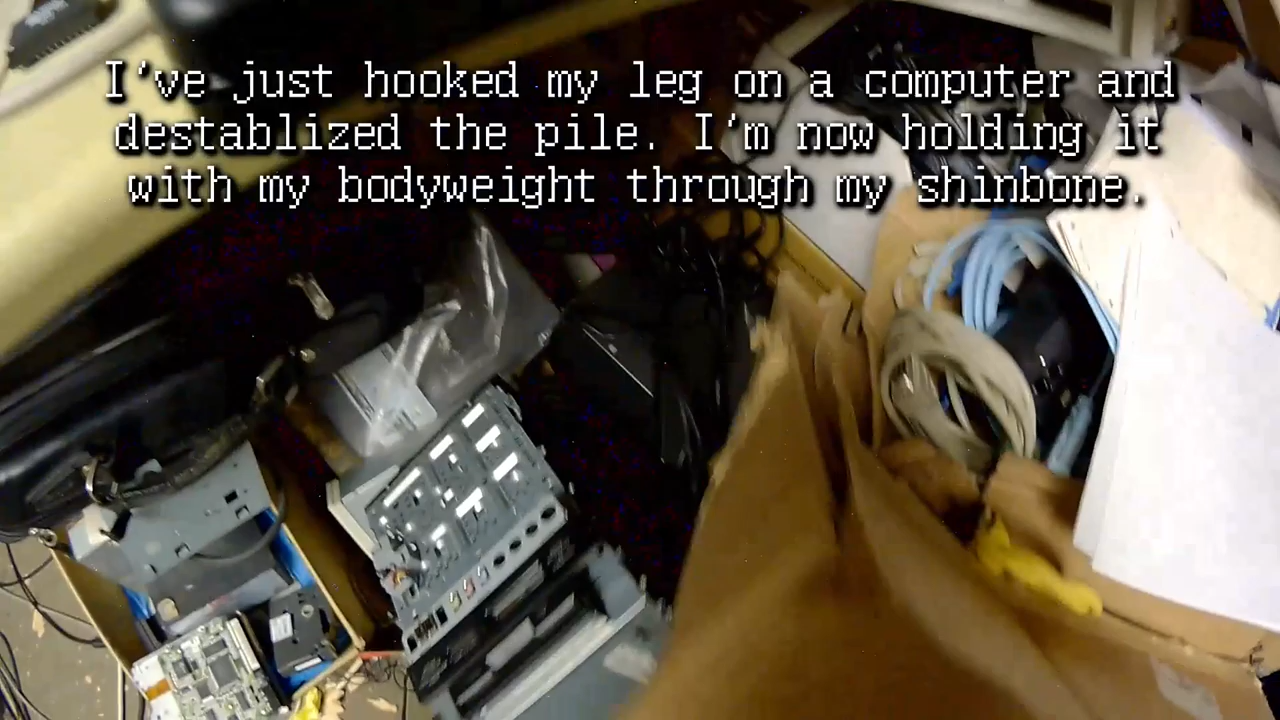 I've just hooked my leg on a computer and
destablized the pile. I'm now holding it
with my bodyweight through my shinbone.